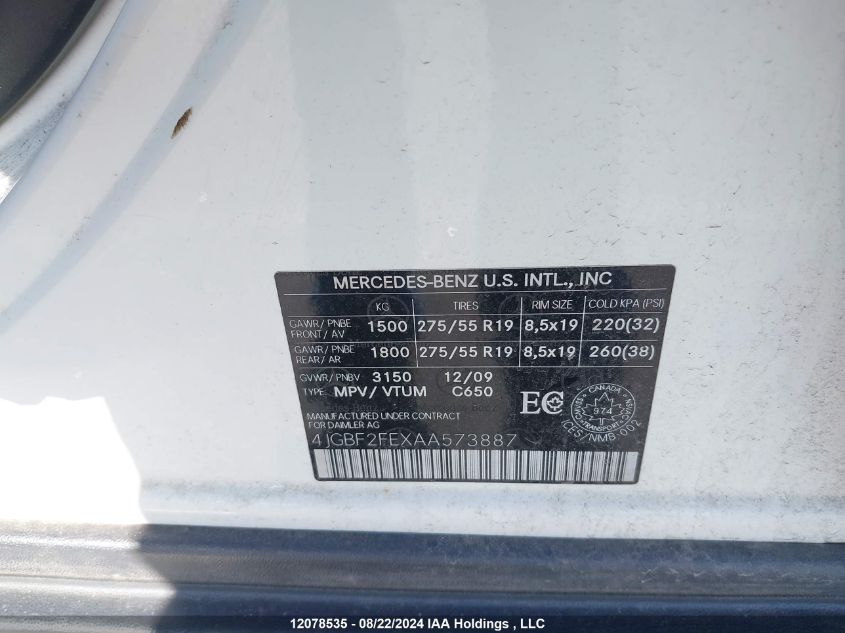 MERCEDES-BENZ U.S. INTL., INC
KG TIRES RIM SIZE COLD KPA (PSI)
GAWR/ PNBE FRONT/ AV 1500 275/55 R19 8,5x19 220(32)
GAWR/ PNBE REAR/ AR 1800 275/55 R19 8,5x19 260(38)
GVWR/ PNBV 3150 12/09
TYPE: MPV/ VTUM C650
EC
CANADA
974
TRANSPORT
ICES/NMB-002
MANUFACTURED UNDER CONTRACT
FOR DAIMLER AG
4JGBF2FEXAA573887
12078535 - 08/22/2024 IAA Holdings , LLC